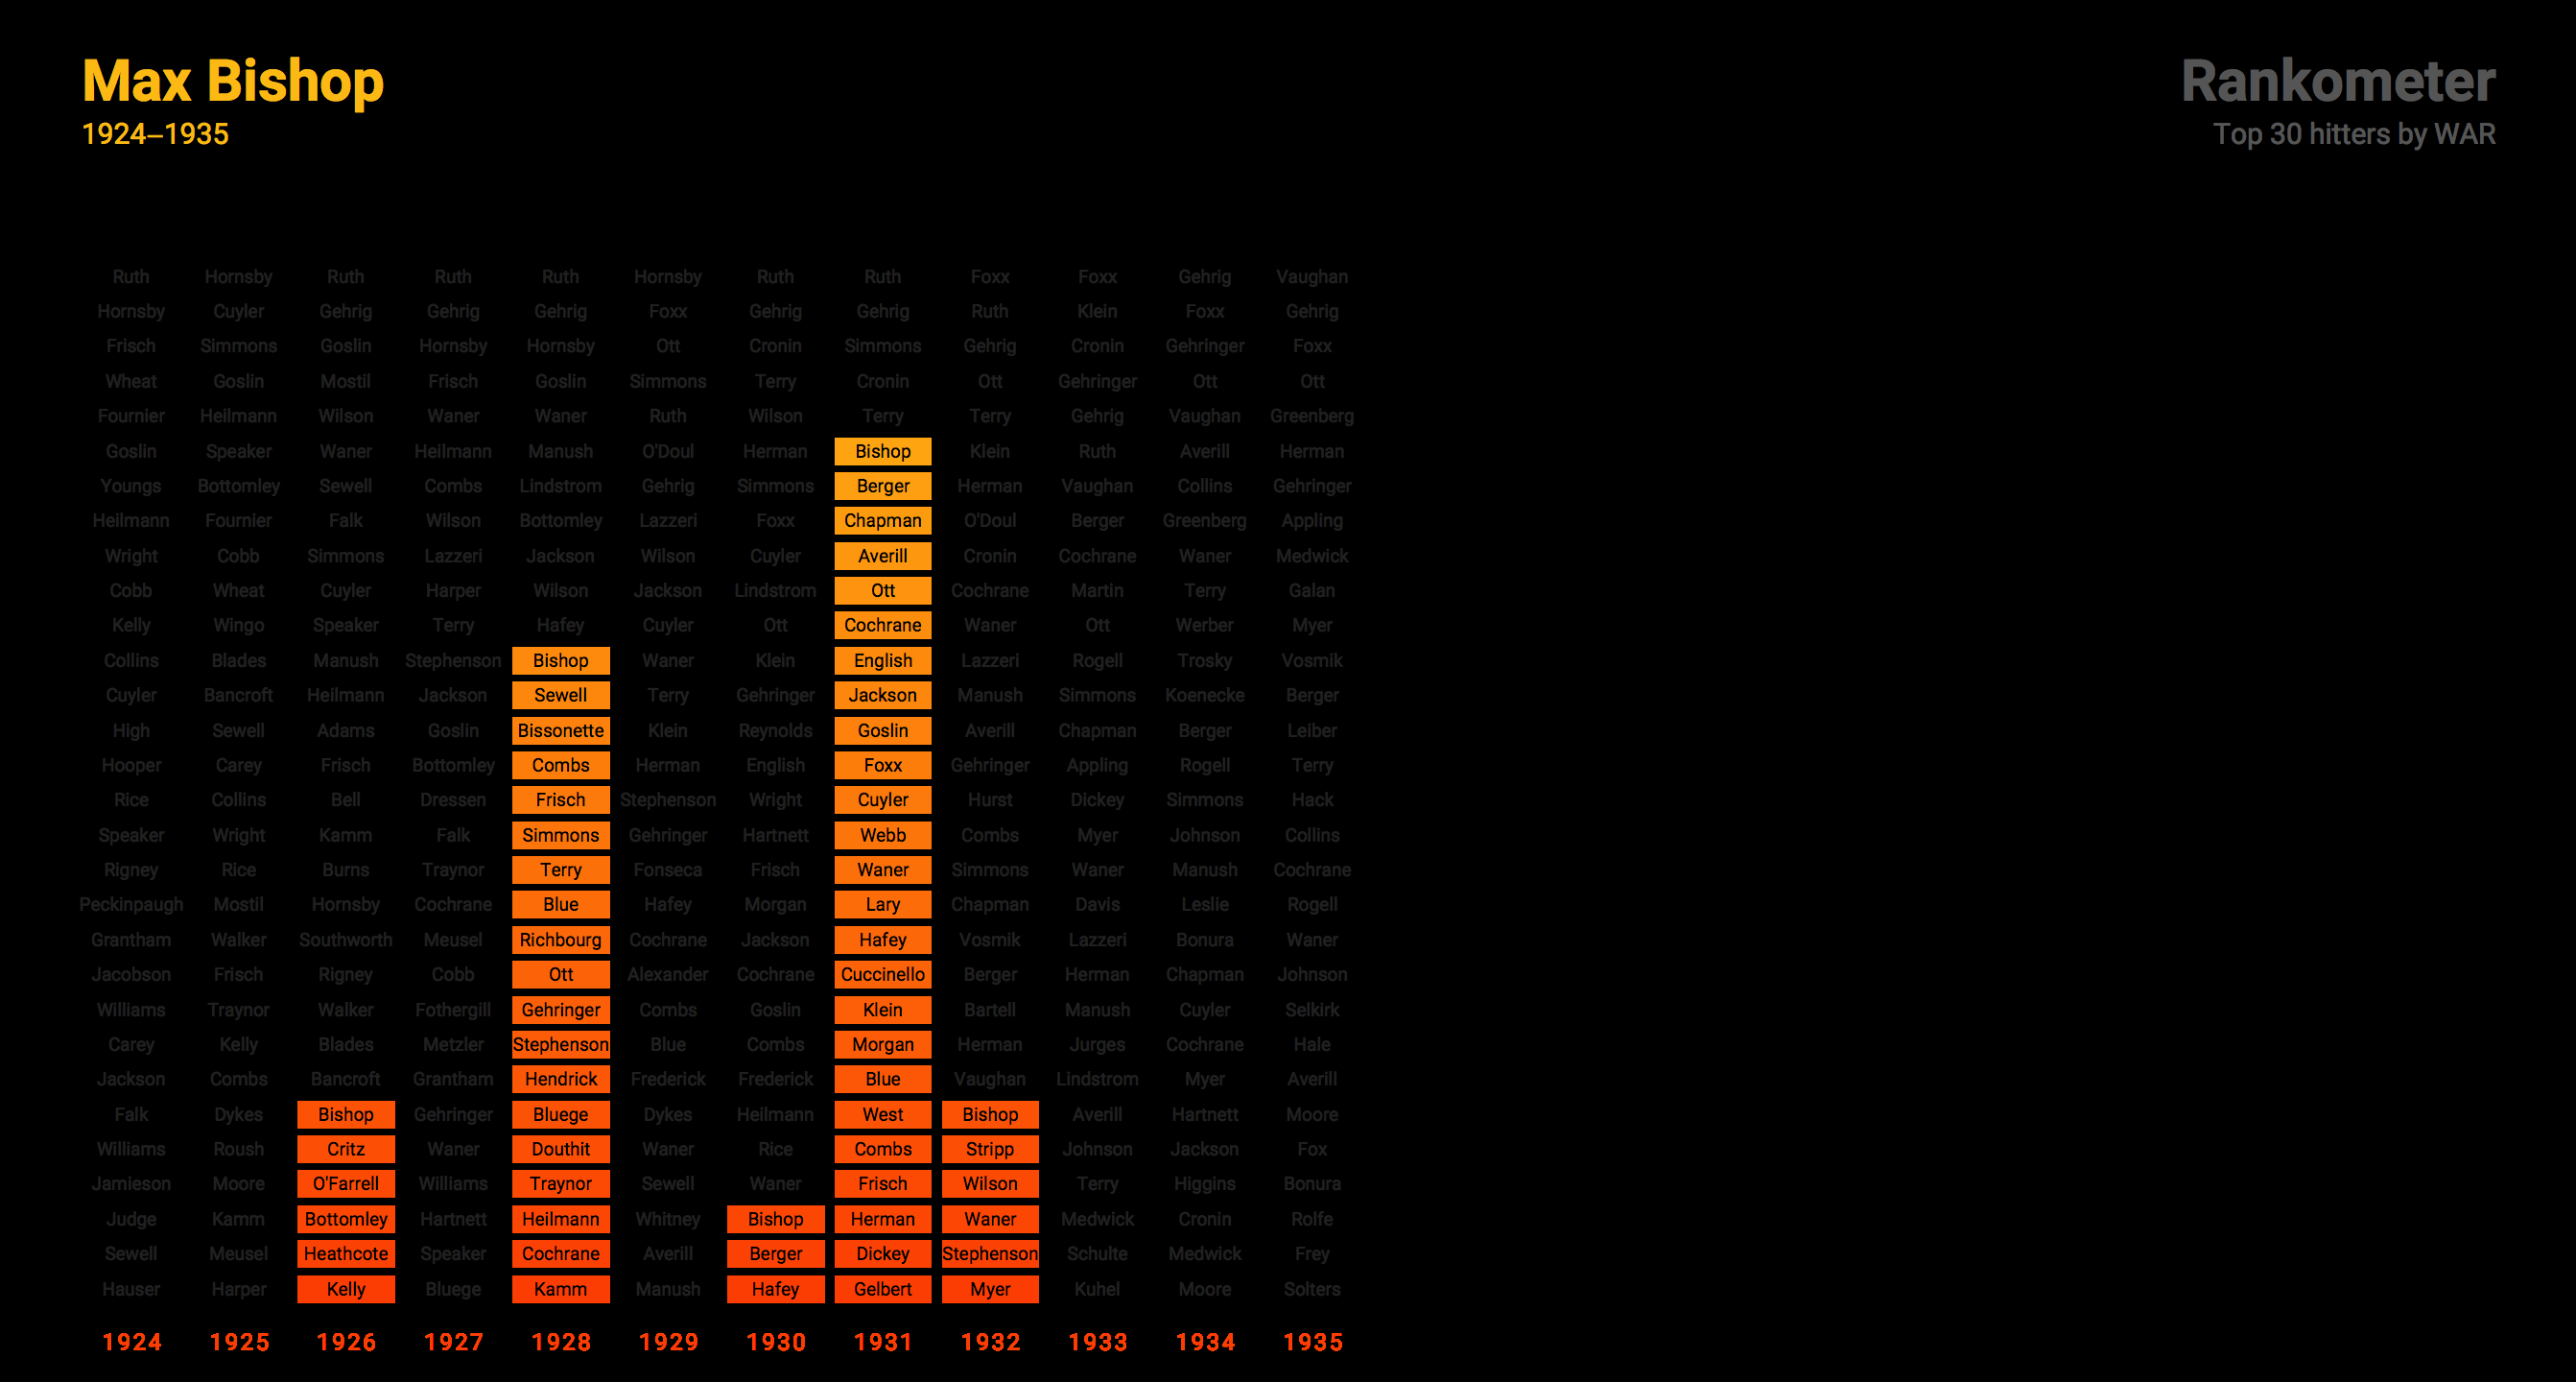 Max Bishop
1924–1935
Rankometer
Top 30 hitters by WAR
Ruth Hornsby Ruth Ruth Ruth Hornsby Ruth Ruth Foxx Foxx Gehrig Vaughan
Hornsby Cuyler Gehrig Gehrig Gehrig Foxx Gehrig Gehrig Ruth Klein Foxx Gehrig
Frisch Simmons Goslin Hornsby Hornsby Ott Cronin Simmons Gehrig Cronin Gehringer Foxx
Wheat Goslin Mostil Frisch Goslin Simmons Terry Cronin Ott Gehringer Ott Ott
Fournier Heilmann Wilson Waner Waner Ruth Wilson Terry Terry Gehrig Vaughan Greenberg
Goslin Speaker Waner Heilmann Manush O'Doul Herman Bishop Klein Ruth Averill Herman
Youngs Bottomley Sewell Combs Lindstrom Gehrig Simmons Berger Herman Vaughan Collins Gehringer
Heilmann Fournier Falk Wilson Bottomley Lazzeri Foxx Chapman O'Doul Berger Greenberg Appling
Wright Cobb Simmons Lazzeri Jackson Wilson Cuyler Averill Cronin Cochrane Waner Medwick
Cobb Wheat Cuyler Harper Wilson Jackson Lindstrom Ott Cochrane Martin Terry Galan
Kelly Wingo Speaker Terry Hafey Cuyler Ott Cochrane Waner Ott Werber Myer
Collins Blades Manush Stephenson Bishop Waner Klein English Lazzeri Rogell Trosky Vosmik
Cuyler Bancroft Heilmann Jackson Sewell Terry Gehringer Jackson Manush Simmons Koenecke Berger
High Sewell Adams Goslin Bissonette Klein Reynolds Goslin Averill Chapman Berger Leiber
Hooper Carey Frisch Bottomley Combs Herman English Foxx Gehringer Appling Rogell Terry
Rice Collins Bell Dressen Frisch Stephenson Wright Cuyler Hurst Dickey Simmons Hack
Speaker Wright Kamm Falk Simmons Gehringer Hartnett Webb Combs Myer Johnson Collins
Rigney Rice Burns Traynor Terry Fonseca Frisch Waner Simmons Waner Manush Cochrane
Peckinpaugh Mostil Hornsby Cochrane Blue Hafey Morgan Lary Chapman Davis Leslie Rogell
Grantham Walker Southworth Meusel Richbourg Cochrane Jackson Hafey Vosmik Lazzeri Bonura Waner
Jacobson Frisch Rigney Cobb Ott Alexander Cochrane Cuccinello Berger Herman Chapman Johnson
Williams Traynor Walker Fothergill Gehringer Combs Goslin Klein Bartell Manush Cuyler Selkirk
Carey Kelly Blades Metzler Stephenson Blue Combs Morgan Herman Jurges Cochrane Hale
Jackson Combs Bancroft Grantham Hendrick Frederick Frederick Blue Vaughan Lindstrom Myer Averill
Falk Dykes Bishop Gehringer Bluege Dykes Heilmann West Bishop Averill Hartnett Moore
Williams Roush Critz Waner Douthit Waner Rice Combs Stripp Johnson Jackson Fox
Jamieson Moore O'Farrell Williams Traynor Sewell Waner Frisch Wilson Terry Higgins Bonura
Judge Kamm Bottomley Hartnett Heilmann Whitney Bishop Herman Waner Medwick Cronin Rolfe
Sewell Meusel Heathcote Speaker Cochrane Averill Berger Dickey Stephenson Schulte Medwick Frey
Hauser Harper Kelly Bluege Kamm Manush Hafey Gelbert Myer Kuhel Moore Solters
1924 1925 1926 1927 1928 1929 1930 1931 1932 1933 1934 1935